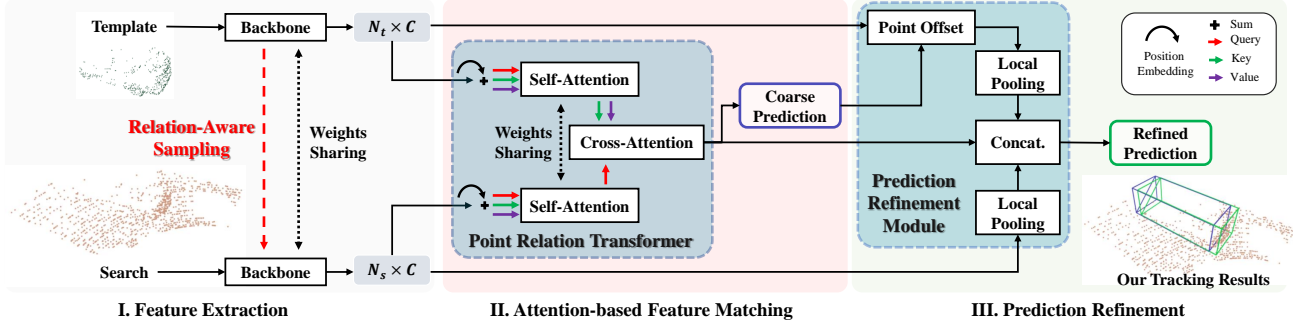 Template
Backbone
N_t × C
Relation-Aware
Sampling
Weights
Sharing
Search
Backbone
N_s × C
I. Feature Extraction
Self-Attention
Weights
Sharing
Cross-Attention
Self-Attention
Point Relation Transformer
Coarse
Prediction
II. Attention-based Feature Matching
Point Offset
Local
Pooling
Concat.
Prediction
Refinement
Module
Local
Pooling
Refined
Prediction
Our Tracking Results
III. Prediction Refinement
Position
Embedding
+ Sum
Query
Key
Value